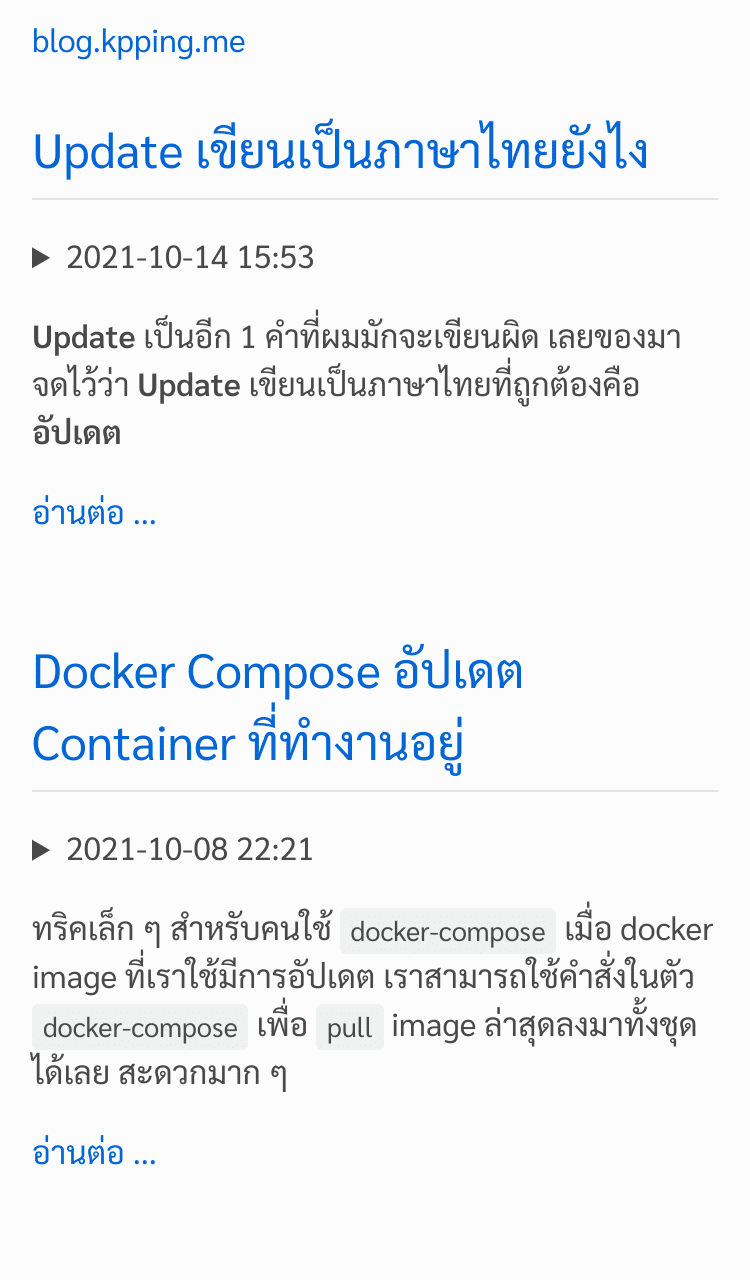 blog.kpping.me
Update เขียนเป็นภาษาไทยยังไง
2021-10-14 15:53
Update เป็นอีก 1 คำที่ผมมักจะเขียนผิด เลยของมา
จดไว้ว่า Update เขียนเป็นภาษาไทยที่ถูกต้องคือ
อัปเดต
อ่านต่อ ...
Docker Compose อัปเดต
Container ที่ทำงานอยู่
2021-10-08 22:21
ทริคเล็ก ๆ สำหรับคนใช้ docker-compose เมื่อ docker
image ที่เราใช้มีการอัปเดต เราสามารถใช้คำสั่งในตัว
docker-compose เพื่อ pull image ล่าสุดลงมาทั้งชุด
ได้เลย สะดวกมาก ๆ
อ่านต่อ ...